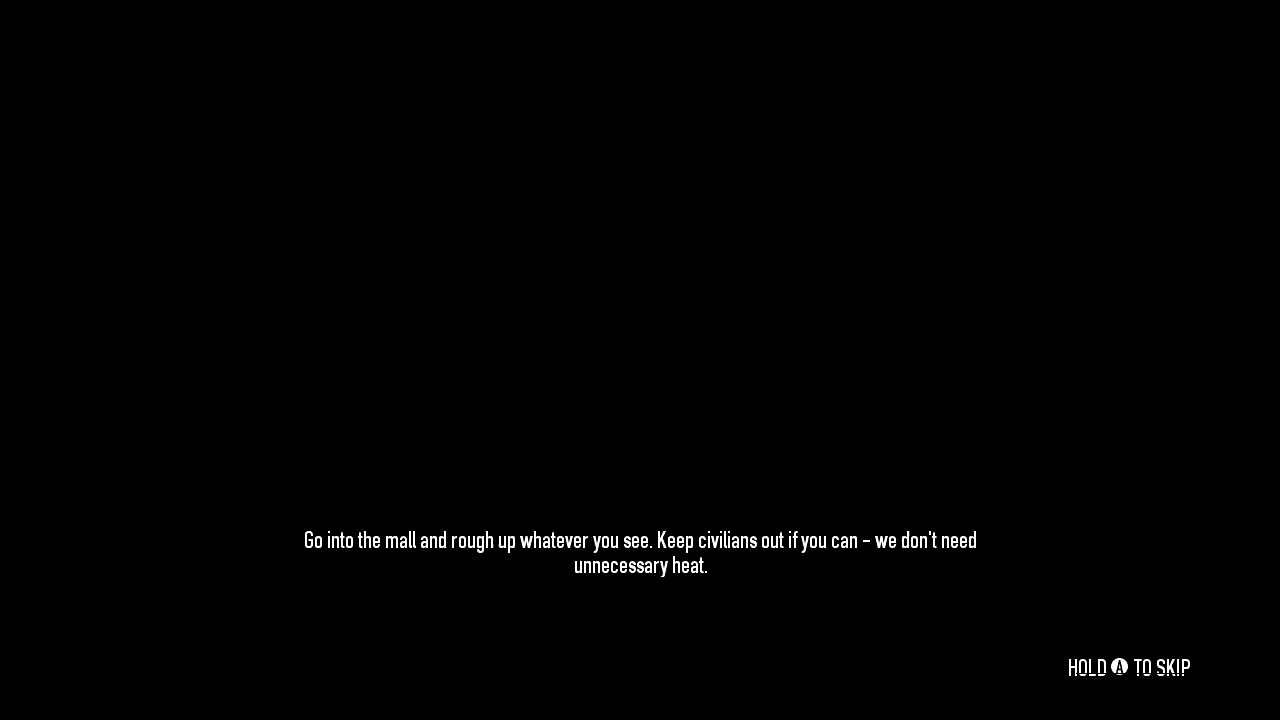 Go into the mall and rough up whatever you see. Keep civilians out if you can - we don't need
unnecessary heat.
HOLD A TO SKIP